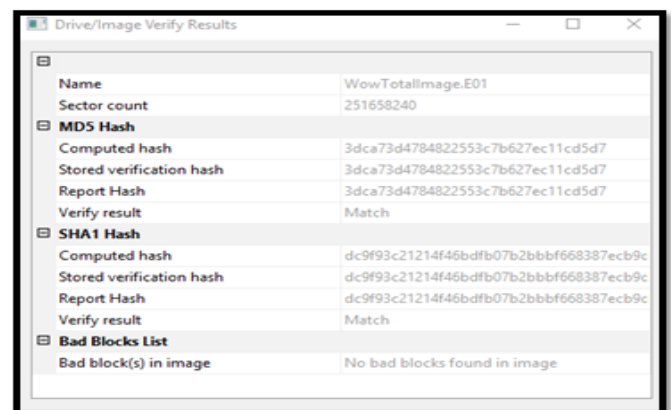 Drive/Image Verify Results
Name WowTotalImage.E01
Sector count 251658240
MD5 Hash
Computed hash 3dca73d4784822553c7b627ec11cd5d7
Stored verification hash 3dca73d4784822553c7b627ec11cd5d7
Report Hash 3dca73d4784822553c7b627ec11cd5d7
Verify result Match
SHA1 Hash
Computed hash dc9f93c21214f46bdfb07b2bbbf668387ecb9c
Stored verification hash dc9f93c21214f46bdfb07b2bbbf668387ecb9c
Report Hash dc9f93c21214f46bdfb07b2bbbf668387ecb9c
Verify result Match
Bad Blocks List
Bad block(s) in image No bad blocks found in image